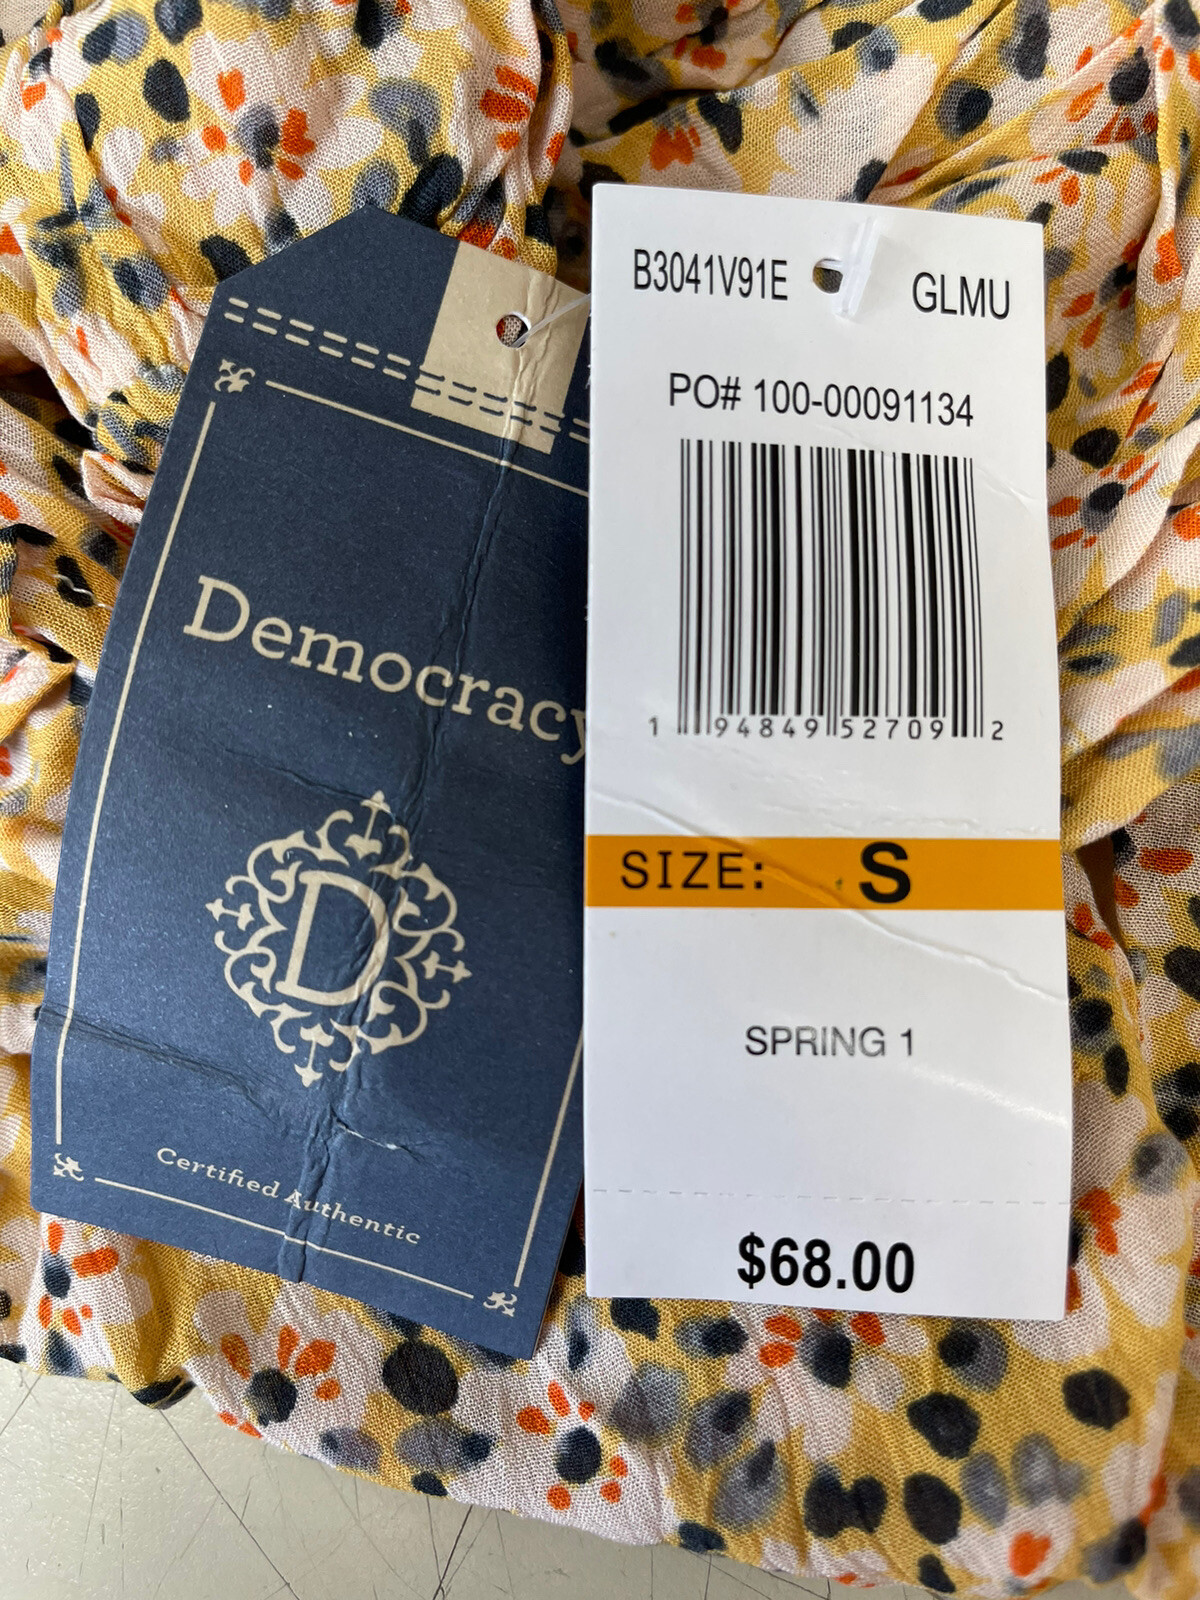 Democracy
D
Certified Authentic
B3041V91E GLMU
PO# 100-00091134
1 94849 52709 2
SIZE: S
SPRING 1
$68.00